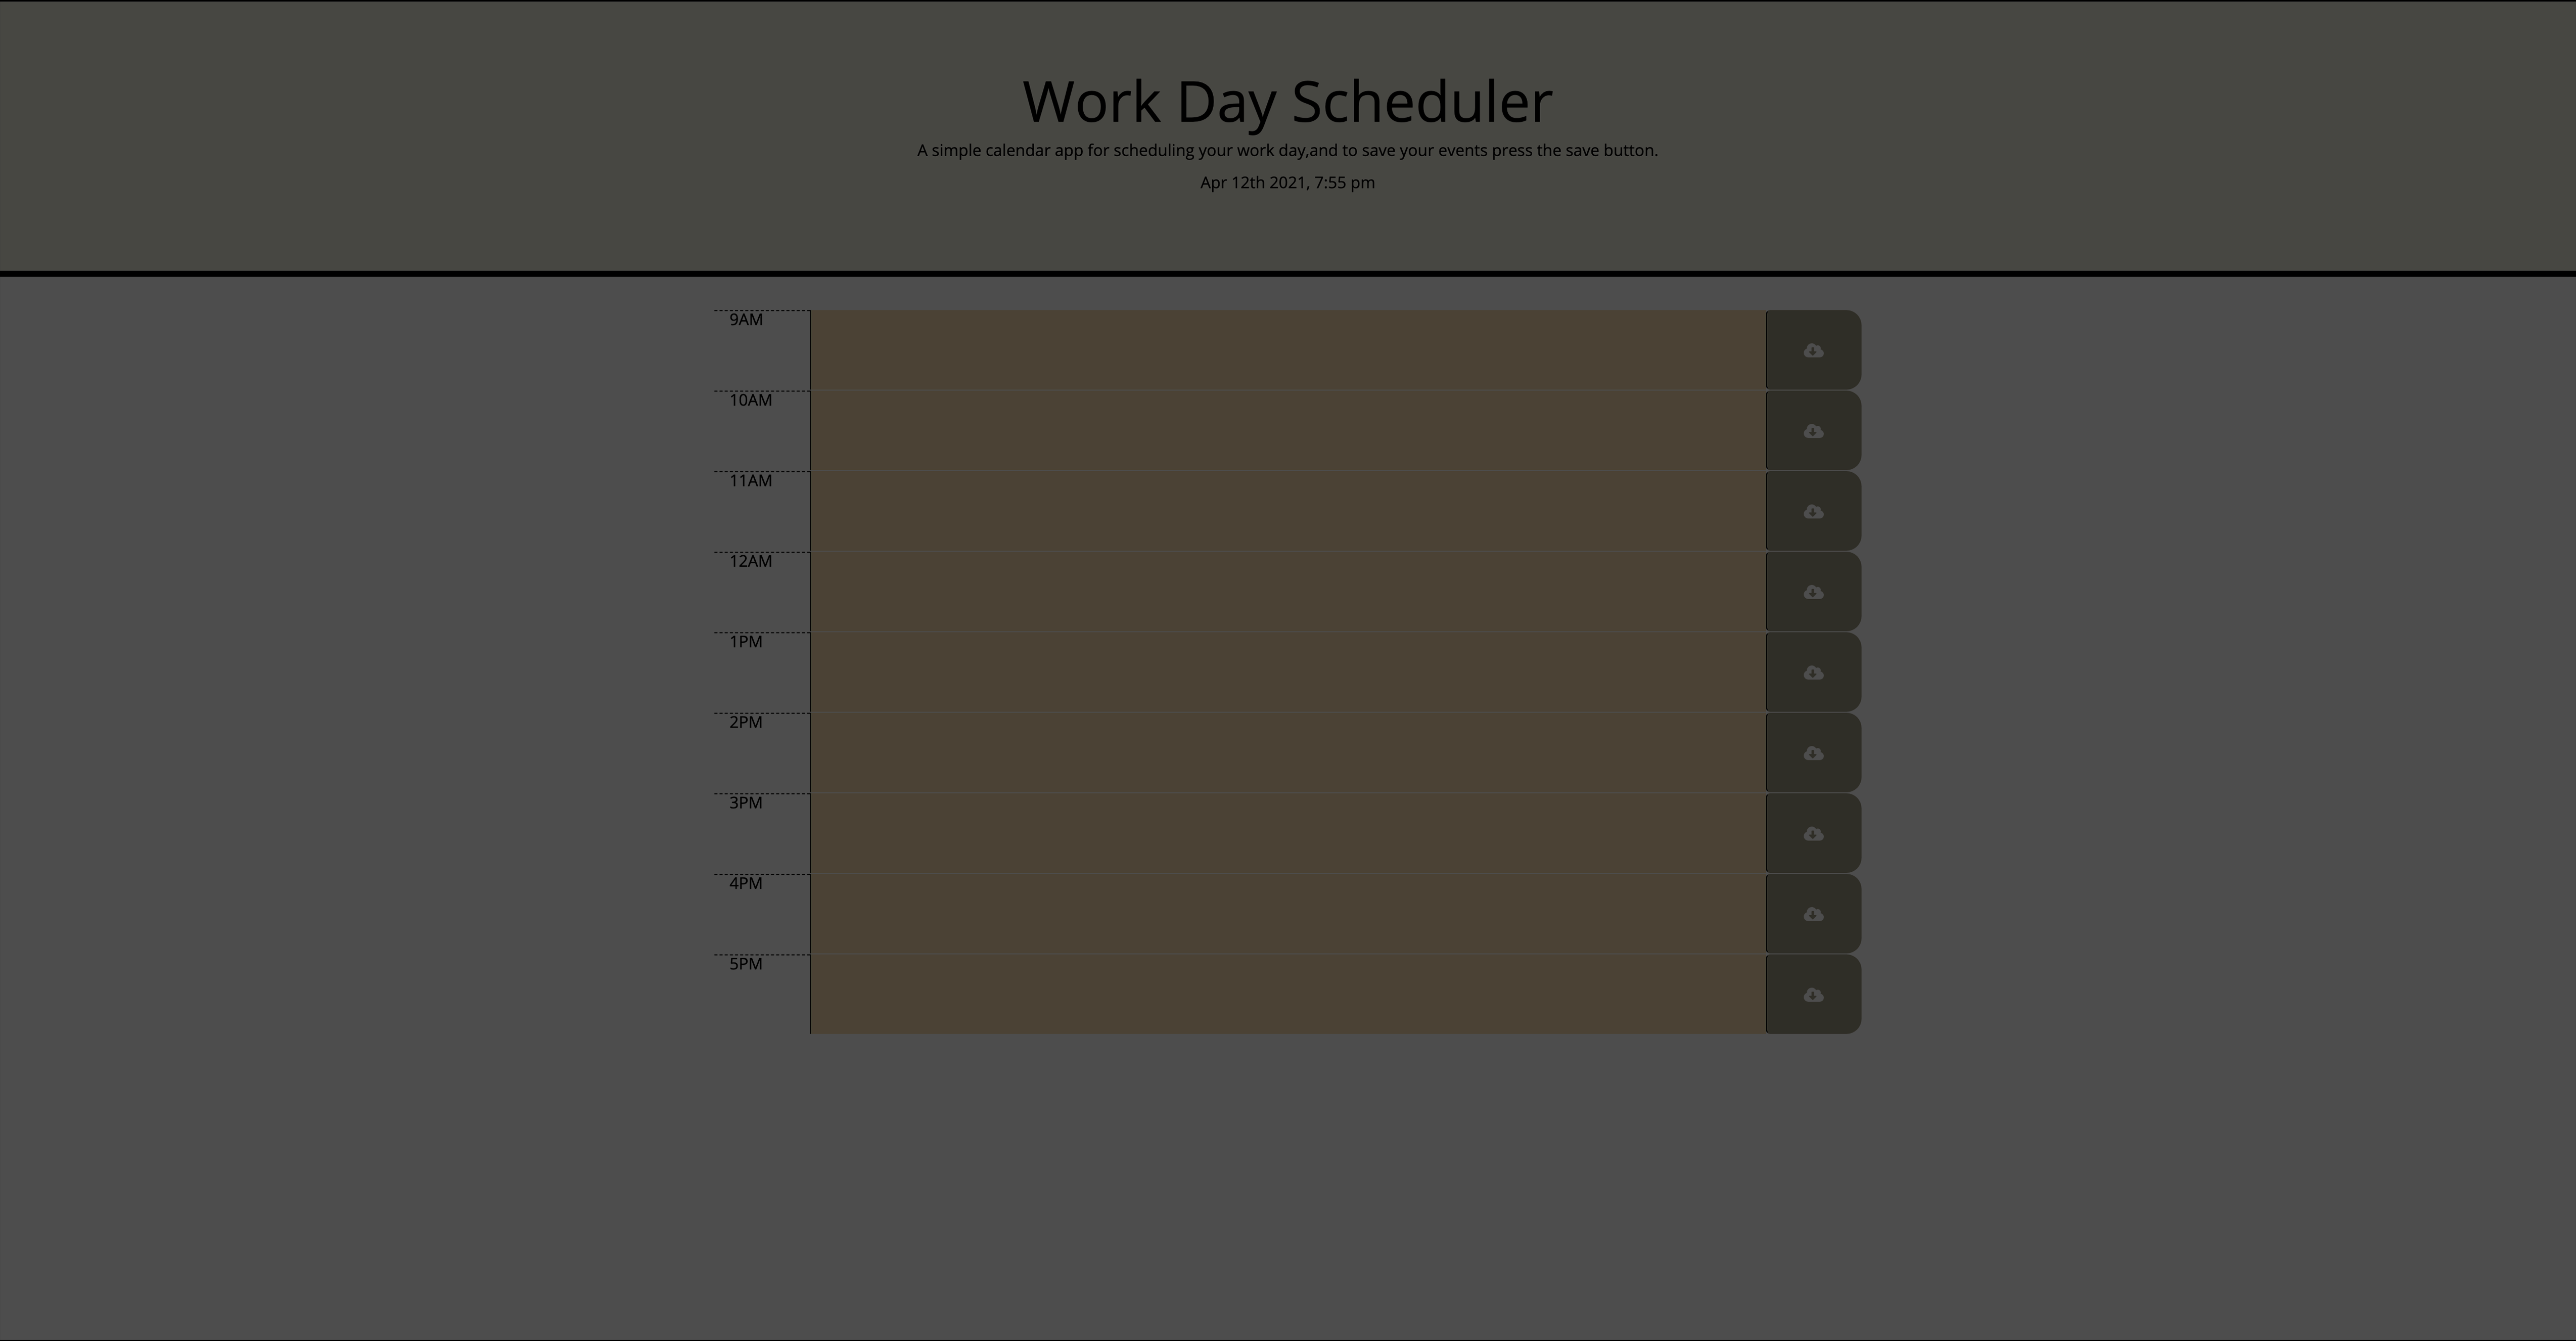 Work Day Scheduler
A simple calendar app for scheduling your work day,and to save your events press the save button.
Apr 12th 2021, 7:55 pm
9AM
10AM
11AM
12AM
1PM
2PM
3PM
4PM
5PM